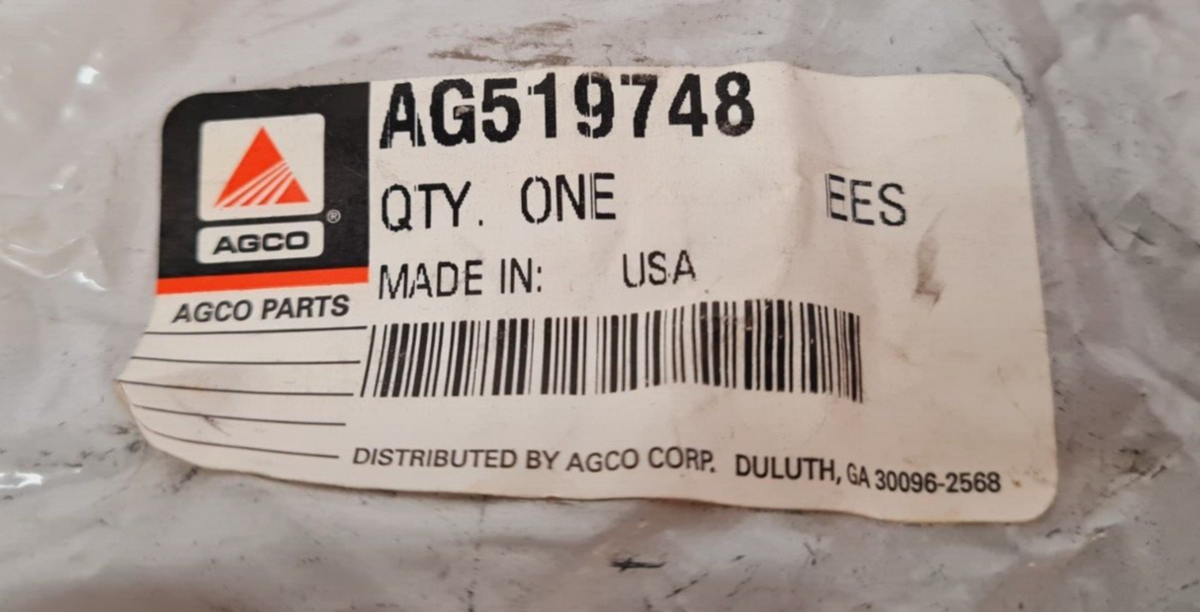 AG519748
QTY. ONE EES
MADE IN: USA
AGCO®
AGCO PARTS
DISTRIBUTED BY AGCO CORP. DULUTH, GA 30096-2568